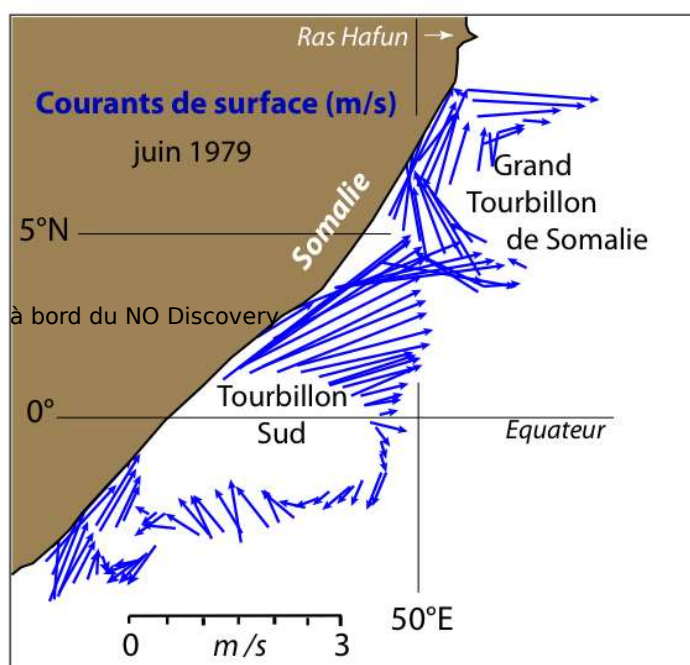 Ras Hafun
Courants de surface (m/s)
juin 1979
Grand
Tourbillon
de Somalie
Somalie
5°N
à bord du NO Discovery
Tourbillon
Sud
0°
Equateur
50°E
0 m/s 3